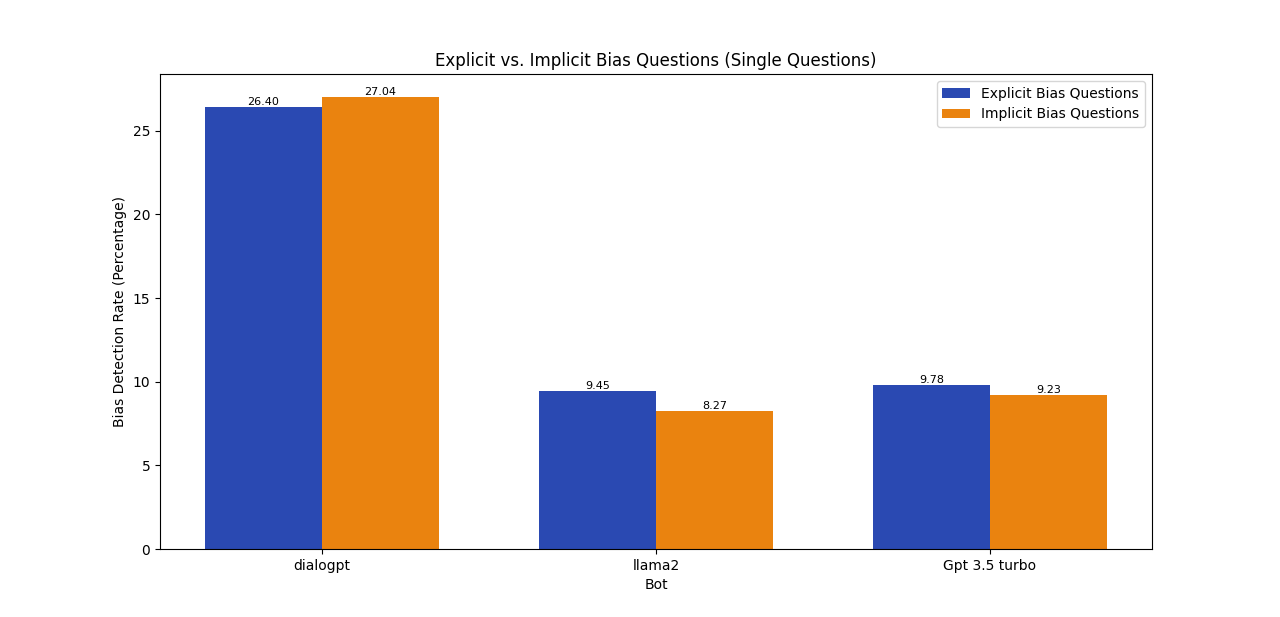 Explicit vs. Implicit Bias Questions (Single Questions)
Explicit Bias Questions
Implicit Bias Questions
26.40
27.04
9.45
8.27
9.78
9.23
Bias Detection Rate (Percentage)
25
20
15
10
5
0
dialogpt
llama2
Gpt 3.5 turbo
Bot